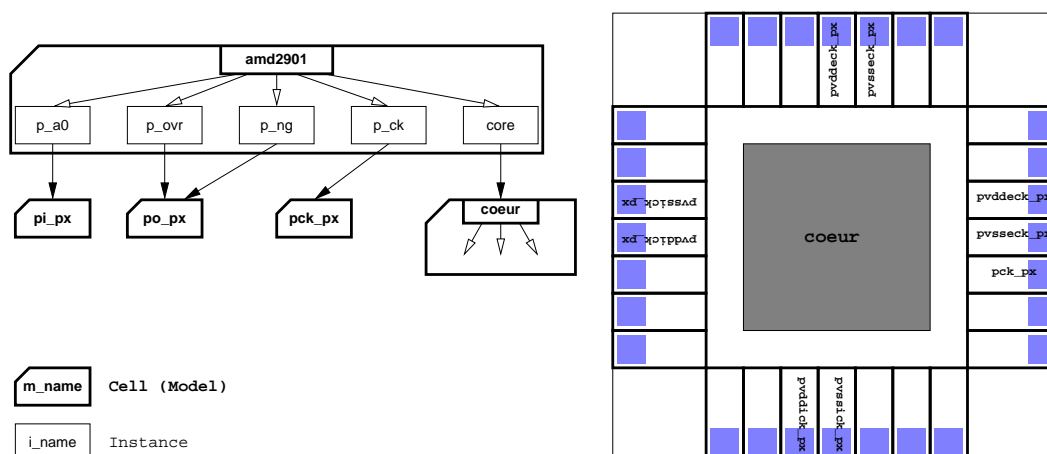 amd2901
p_a0
p_ovr
p_ng
p_ck
core
pi_px
po_px
pck_px
coeur
m_name
Cell (Model)
i_name
Instance
pvddeck_px
pvsseck_px
pvssick_px
pvddick_px
coeur
pvddeck_px
pvsseck_px
pck_px
pvddick_px
pvssick_px